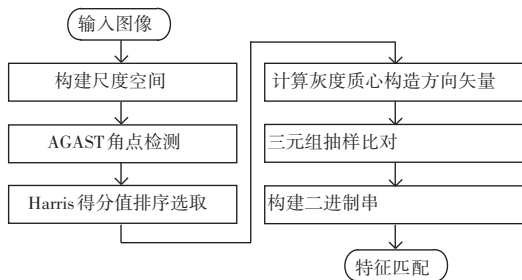 输入图像
构建尺度空间
AGAST角点检测
Harris得分值排序选取
计算灰度质心构造方向矢量
三元组抽样比对
构建二进制串
特征匹配